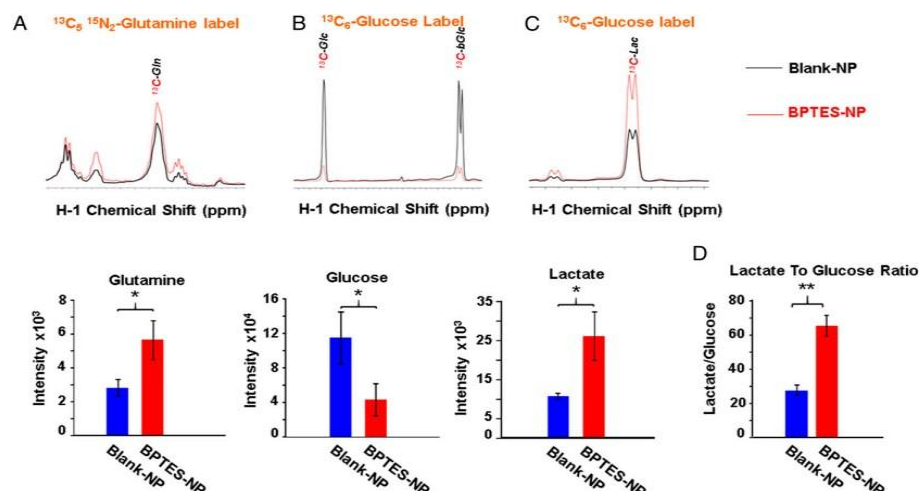 A
¹³C₅ ¹⁵N₂-Glutamine label
¹³C-Gln
H-1 Chemical Shift (ppm)
B
¹³C₆-Glucose Label
¹³C-Glc
¹³C-bGlc
H-1 Chemical Shift (ppm)
C
¹³C₆-Glucose label
¹³C-Lac
H-1 Chemical Shift (ppm)
Blank-NP
BPTES-NP
Glutamine
*
Intensity x10³
8
6
4
2
0
Blank-NP
BPTES-NP
Glucose
*
Intensity x10⁴
16
12
8
4
0
Blank-NP
BPTES-NP
Lactate
*
Intensity x10³
35
25
15
5
0
Blank-NP
BPTES-NP
D
Lactate To Glucose Ratio
**
Lactate/Glucose
80
60
40
20
0
Blank-NP
BPTES-NP